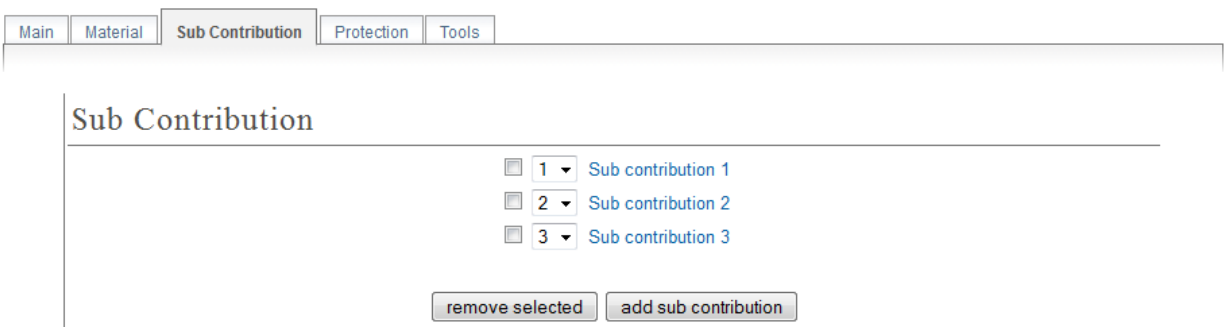 Main Material Sub Contribution Protection Tools
Sub Contribution
1 Sub contribution 1
2 Sub contribution 2
3 Sub contribution 3
remove selected add sub contribution